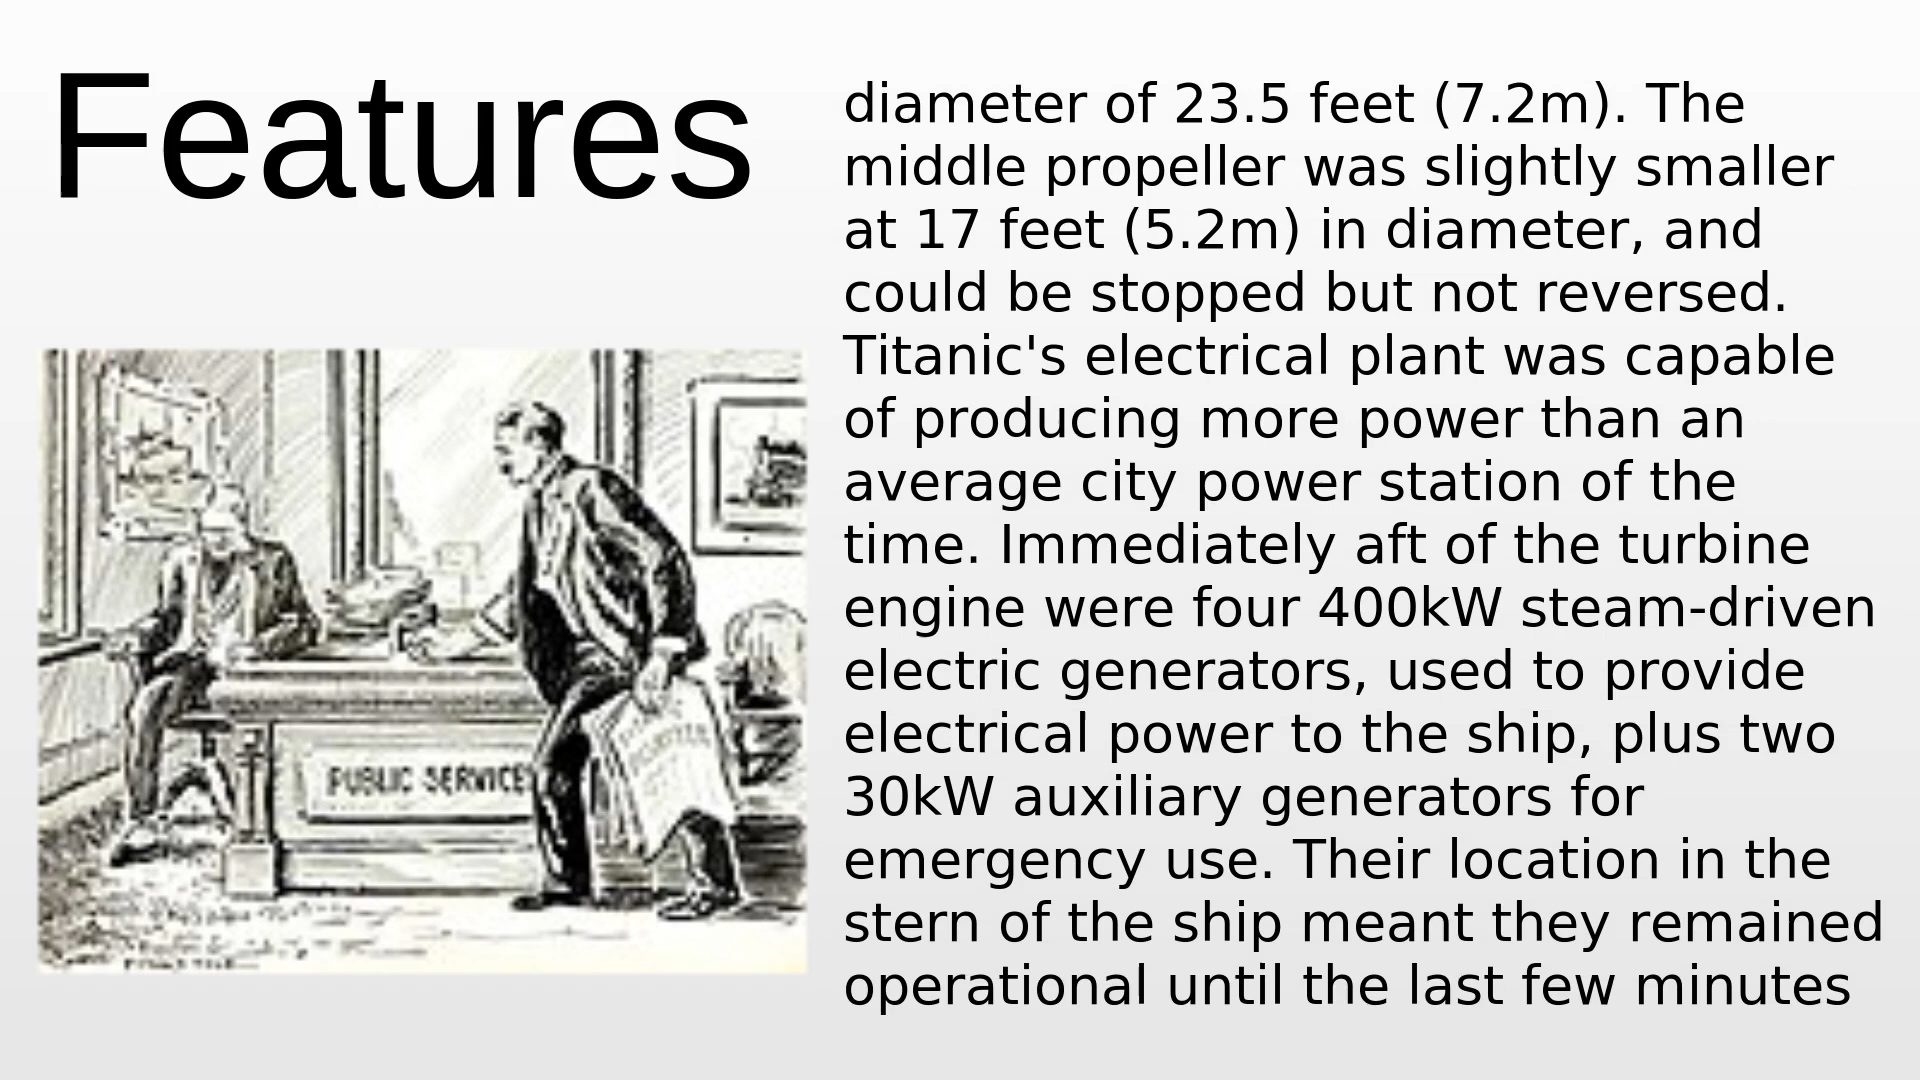 Features
diameter of 23.5 feet (7.2m). The
middle propeller was slightly smaller
at 17 feet (5.2m) in diameter, and
could be stopped but not reversed.
Titanic's electrical plant was capable
of producing more power than an
average city power station of the
time. Immediately aft of the turbine
engine were four 400kW steam-driven
electric generators, used to provide
electrical power to the ship, plus two
30kW auxiliary generators for
emergency use. Their location in the
stern of the ship meant they remained
operational until the last few minutes
PUBLIC SERVICE